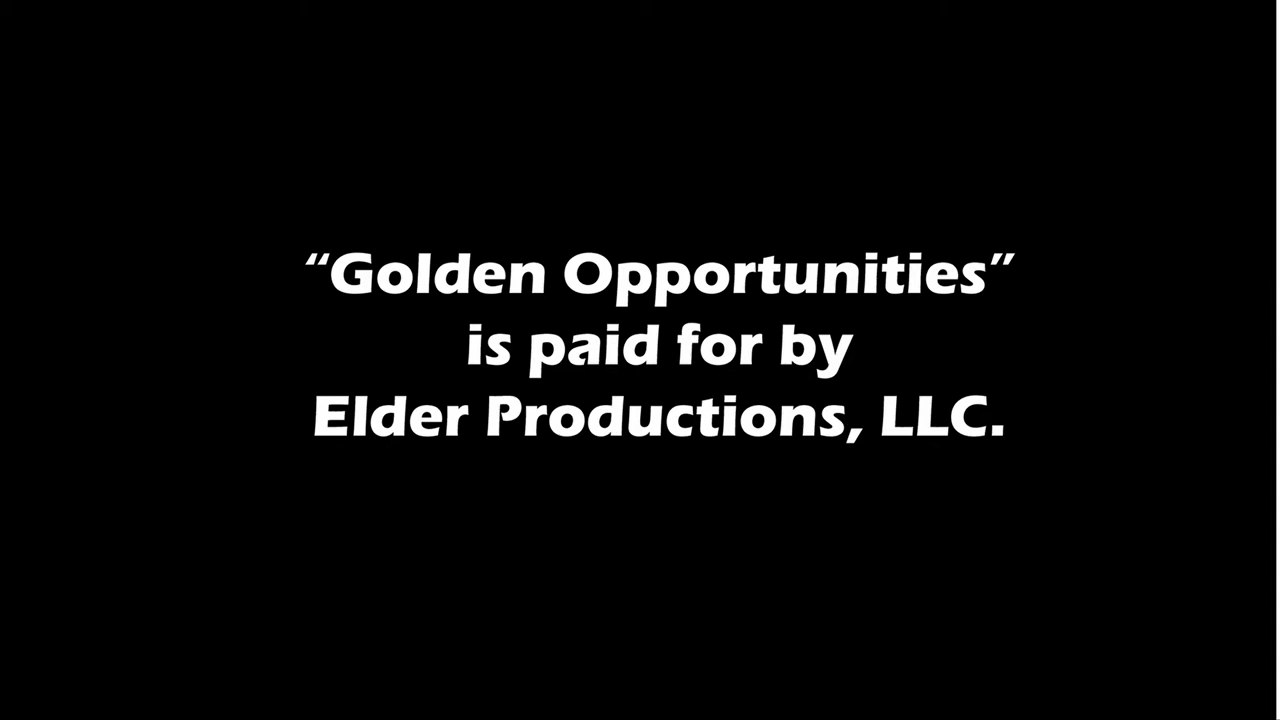 “Golden Opportunities”
is paid for by
Elder Productions, LLC.